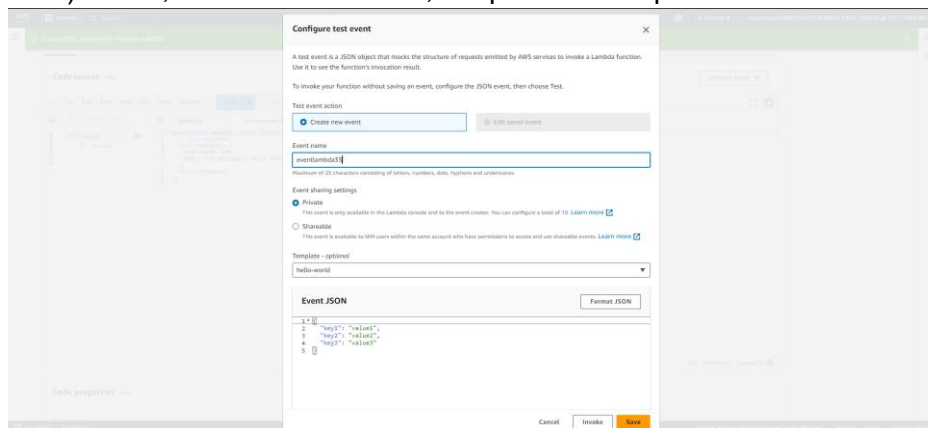 Configure test event
A test event is a JSON object that mocks the structure of requests emitted by AWS services to invoke a Lambda function.
Use it to see the function's invocation result.
To invoke your function without saving an event, configure the JSON event, then choose Test.
Test event action
Create new event
Edit saved event
Event name
eventlambda35
Maximum of 25 characters consisting of letters, numbers, dots, hyphens and underscores.
Event sharing settings
Private
This event is only available in the Lambda console and to the event creator. You can configure a total of 10. Learn more
Shareable
This event is available to IAM users within the same account who have permissions to access and use shareable events. Learn more
Template - optional
hello-world
Event JSON
Format JSON
1 {
2 "key1": "value1",
3 "key2": "value2",
4 "key3": "value3"
5 }
Cancel
Invoke
Save
Code source
Upload from
Code properties